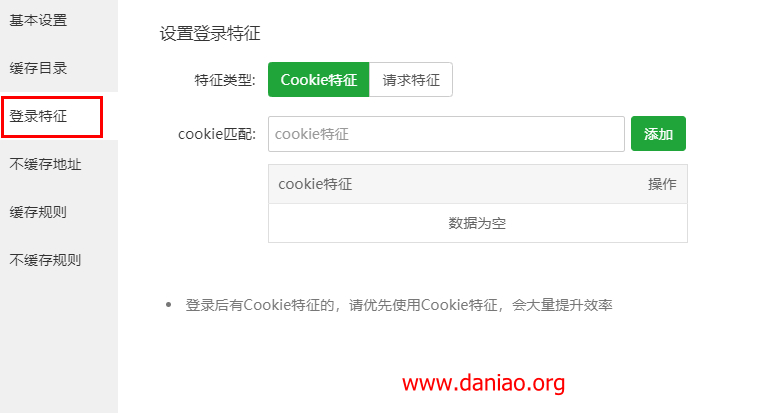 基本设置
缓存目录
登录特征
不缓存地址
缓存规则
不缓存规则
设置登录特征
特征类型: Cookie特征 请求特征
cookie匹配: cookie特征 添加
cookie特征 操作
数据为空
登录后有Cookie特征的，请优先使用Cookie特征，会大量提升效率
www.daniao.org